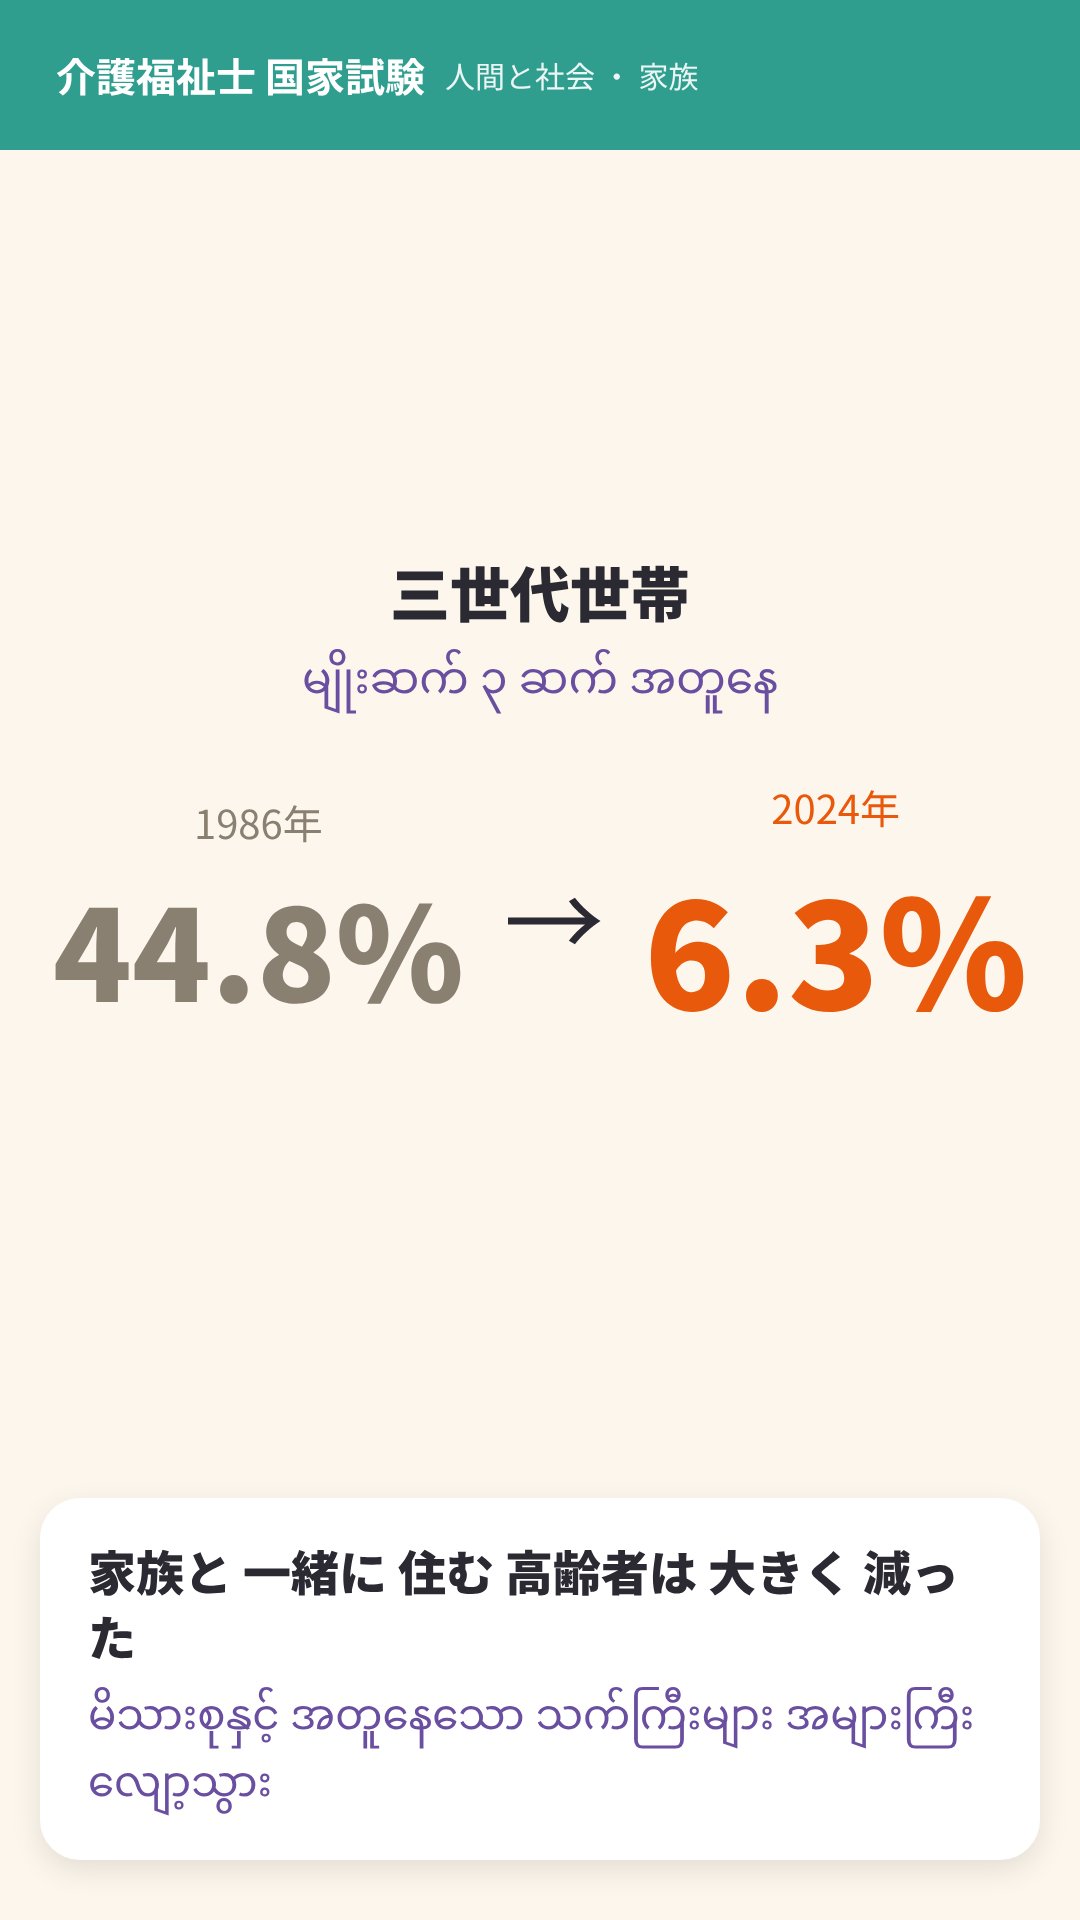 介護福祉士 国家試験 人間と社会 ・ 家族
三世代世帯
မျိုးဆက် ၃ ဆက် အတူနေ
1986年
2024年
44.8% → 6.3%
家族と 一緒に 住む 高齢者は 大きく 減っ
た
မိသားစုနှင့် အတူနေသော သက်ကြီးများ အများကြီး
လျော့သွား